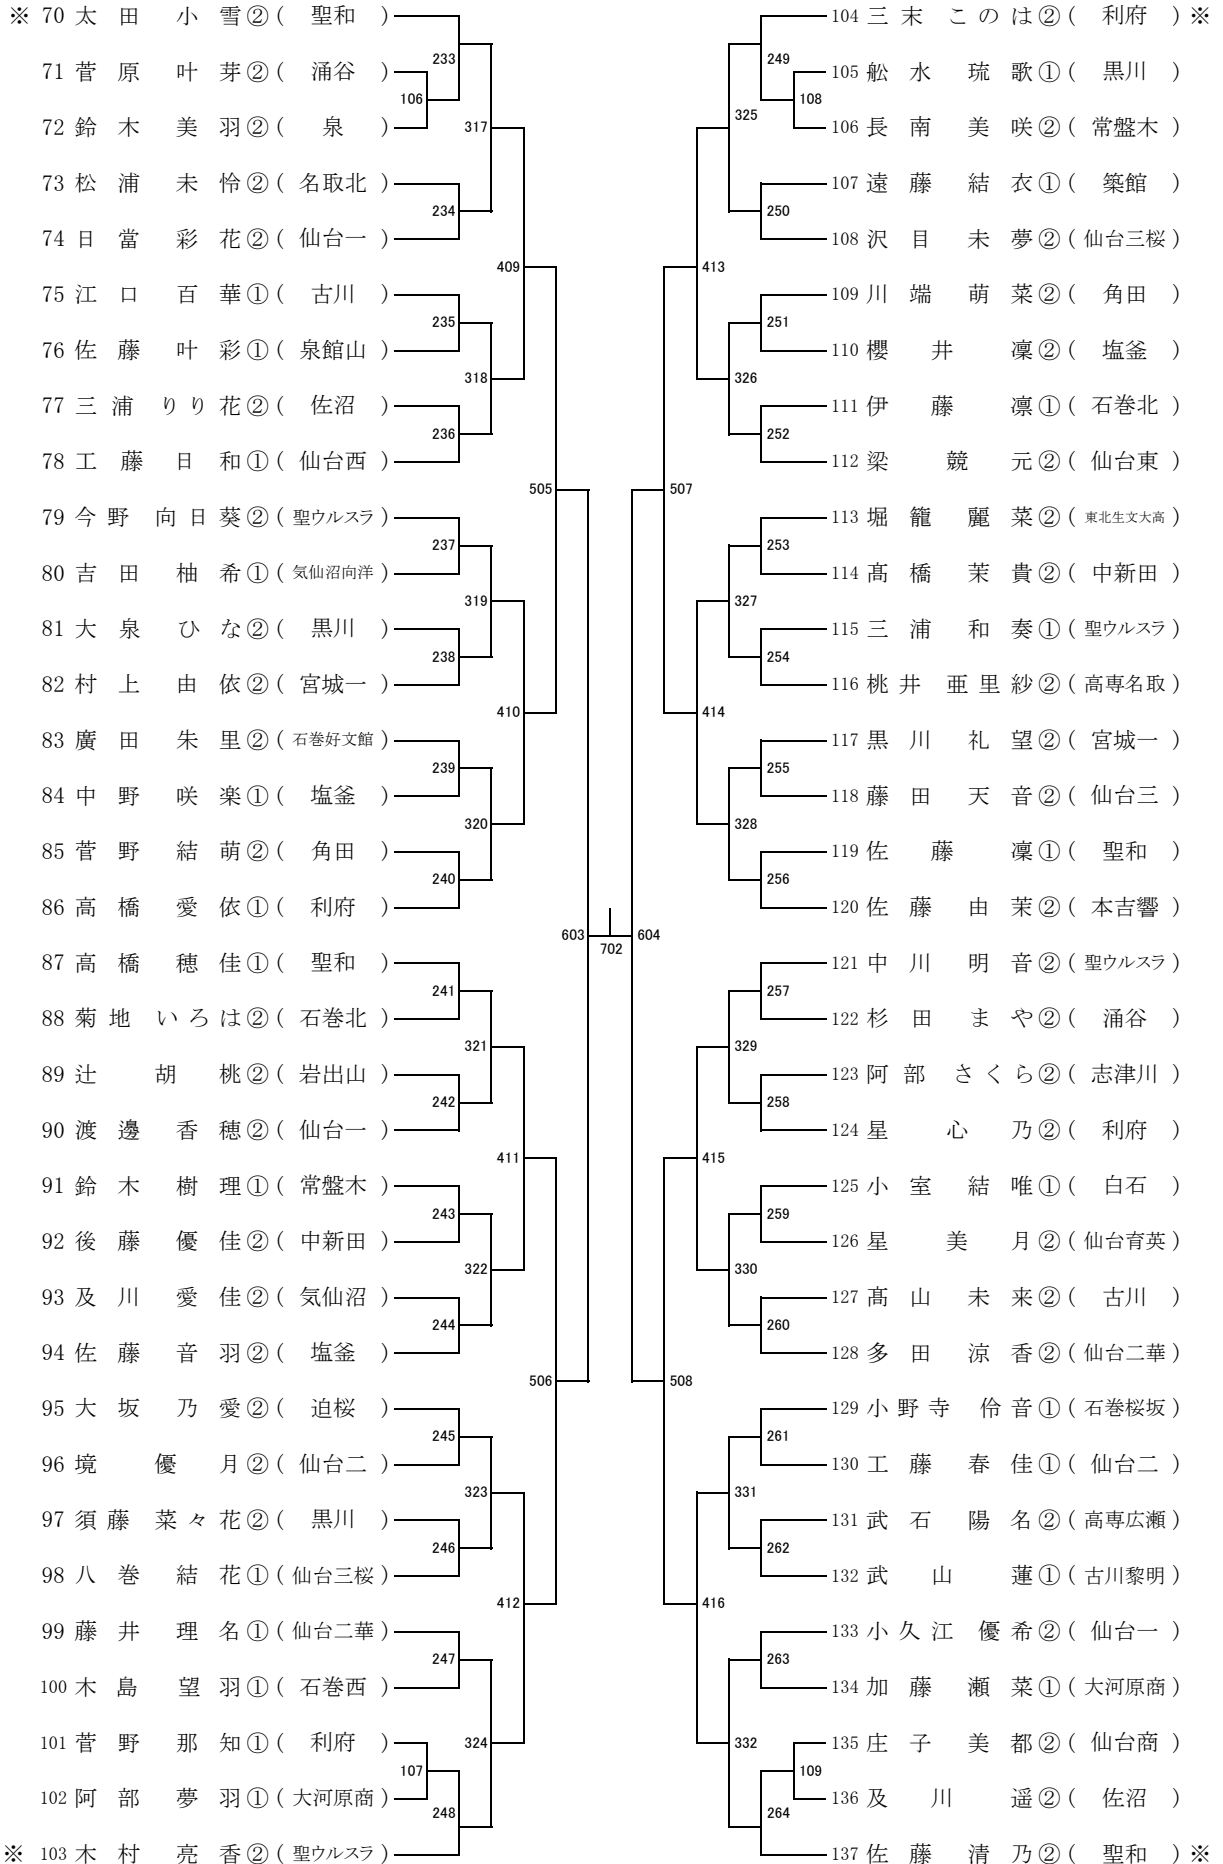 ※ 70 太田 小雪②( 聖和 )
71 菅原 叶芽②( 涌谷 )
72 鈴木 美羽②( 泉 )
73 松浦 未怜②( 名取北 )
74 日當 彩花②( 仙台一 )
75 江口 百華①( 古川 )
76 佐藤 叶彩①( 泉館山 )
77 三浦 りり花②( 佐沼 )
78 工藤 日和①( 仙台西 )
79 今野 向日葵②( 聖ウルスラ )
80 吉田 柚希①( 気仙沼向洋 )
81 大泉 ひな②( 黒川 )
82 村上 由依②( 宮城一 )
83 廣田 朱里②( 石巻好文館 )
84 中野 咲楽①( 塩釜 )
85 菅野 結萌②( 角田 )
86 高橋 愛依①( 利府 )
87 高橋 穂佳①( 聖和 )
88 菊地 いろは②( 石巻北 )
89 辻 胡桃②( 岩出山 )
90 渡邊 香穂②( 仙台一 )
91 鈴木 樹理①( 常盤木 )
92 後藤 優佳②( 中新田 )
93 及川 愛佳②( 気仙沼 )
94 佐藤 音羽②( 塩釜 )
95 大坂 乃愛②( 迫桜 )
96 境 優月②( 仙台二 )
97 須藤 菜々花②( 黒川 )
98 八巻 結花①( 仙台三桜 )
99 藤井 理名①( 仙台二華 )
100 木島 望羽①( 石巻西 )
101 菅野 那知①( 利府 )
102 阿部 夢羽①( 大河原商 )
※ 103 木村 亮香②( 聖ウルスラ )
106
107
233
234
235
236
237
238
239
240
241
242
243
244
245
246
247
248
317
318
319
320
321
322
323
324
409
410
411
412
505
506
603
702
604
507
508
413
414
415
416
325
326
327
328
329
330
331
332
249
250
251
252
253
254
255
256
257
258
259
260
261
262
263
264
108
109
104 三末 このは②( 利府 )※
105 舩水 琉歌①( 黒川 )
106 長南 美咲②( 常盤木 )
107 遠藤 結衣①( 築館 )
108 沢目 未夢②( 仙台三桜 )
109 川端 萌菜②( 角田 )
110 櫻井 凜②( 塩釜 )
111 伊藤 凛①( 石巻北 )
112 梁 競元②( 仙台東 )
113 堀籠 麗菜②( 東北生文大高 )
114 髙橋 茉貴②( 中新田 )
115 三浦 和奏①( 聖ウルスラ )
116 桃井 亜里紗②( 高専名取 )
117 黒川 礼望②( 宮城一 )
118 藤田 天音②( 仙台三 )
119 佐藤 凜①( 聖和 )
120 佐藤 由茉②( 本吉響 )
121 中川 明音②( 聖ウルスラ )
122 杉田 まや②( 涌谷 )
123 阿部 さくら②( 志津川 )
124 星 心乃②( 利府 )
125 小室 結唯①( 白石 )
126 星 美月②( 仙台育英 )
127 髙山 未来②( 古川 )
128 多田 涼香②( 仙台二華 )
129 小野寺 伶音①( 石巻桜坂 )
130 工藤 春佳①( 仙台二 )
131 武石 陽名②( 高専広瀬 )
132 武山 蓮①( 古川黎明 )
133 小久江 優希②( 仙台一 )
134 加藤 瀬菜①( 大河原商 )
135 庄子 美都②( 仙台商 )
136 及川 遥②( 佐沼 )
137 佐藤 清乃②( 聖和 )※